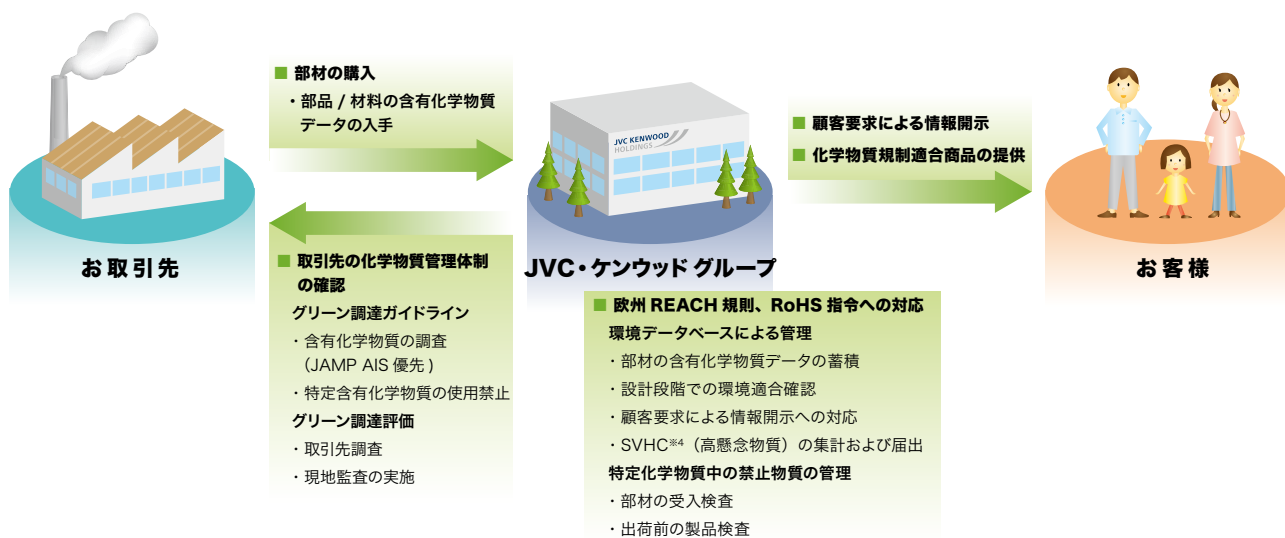 ■ 部材の購入
・部品 / 材料の含有化学物質
データの入手
お取引先
■ 取引先の化学物質管理体制
の確認
グリーン調達ガイドライン
・含有化学物質の調査
（JAMP AIS 優先 )
・特定含有化学物質の使用禁止
グリーン調達評価
・取引先調査
・現地監査の実施
JVC KENWOOD
HOLDINGS
JVC・ケンウッド グループ
■ 欧州 REACH 規則、RoHS 指令への対応
環境データベースによる管理
・部材の含有化学物質データの蓄積
・設計段階での環境適合確認
・顧客要求による情報開示への対応
・SVHC※4（高懸念物質）の集計および届出
特定化学物質中の禁止物質の管理
・部材の受入検査
・出荷前の製品検査
■ 顧客要求による情報開示
■ 化学物質規制適合商品の提供
お客様